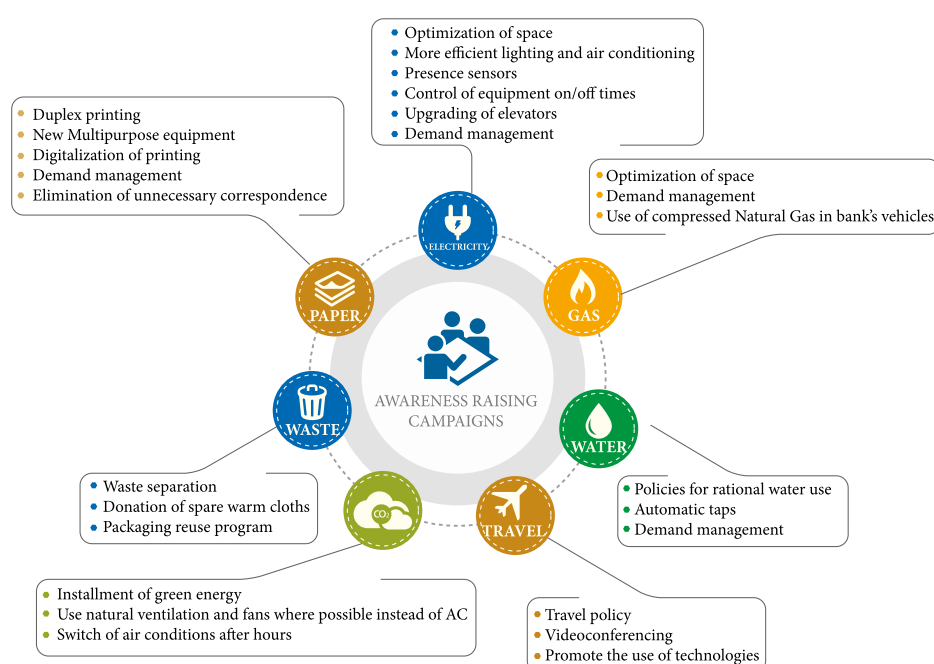 Optimization of space
More efficient lighting and air conditioning
Presence sensors
Control of equipment on/off times
Upgrading of elevators
Demand management
Duplex printing
New Multipurpose equipment
Digitalization of printing
Demand management
Elimination of unnecessary correspondence
Optimization of space
Demand management
Use of compressed Natural Gas in bank's vehicles
ELECTRICITY
PAPER
GAS
AWARENESS RAISING
CAMPAIGNS
WASTE
WATER
CO2
TRAVEL
Waste separation
Donation of spare warm cloths
Packaging reuse program
Policies for rational water use
Automatic taps
Demand management
Installment of green energy
Use natural ventilation and fans where possible instead of AC
Switch of air conditions after hours
Travel policy
Videoconferencing
Promote the use of technologies